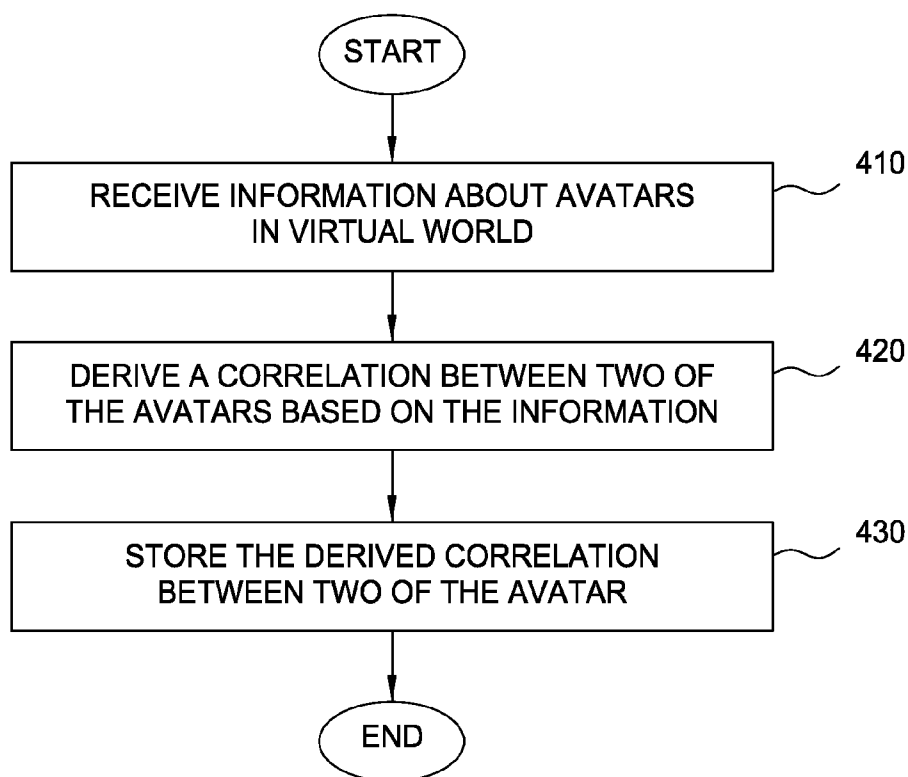 START
410
RECEIVE INFORMATION ABOUT AVATARS
IN VIRTUAL WORLD
420
DERIVE A CORRELATION BETWEEN TWO OF
THE AVATARS BASED ON THE INFORMATION
430
STORE THE DERIVED CORRELATION
BETWEEN TWO OF THE AVATAR
END